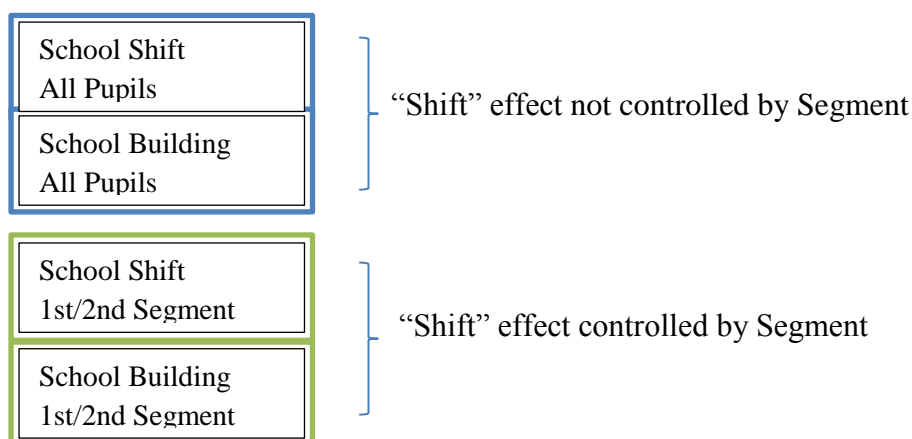 School Shift
All Pupils
“Shift” effect not controlled by Segment
School Building
All Pupils
School Shift
1st/2nd Segment
“Shift” effect controlled by Segment
School Building
1st/2nd Segment